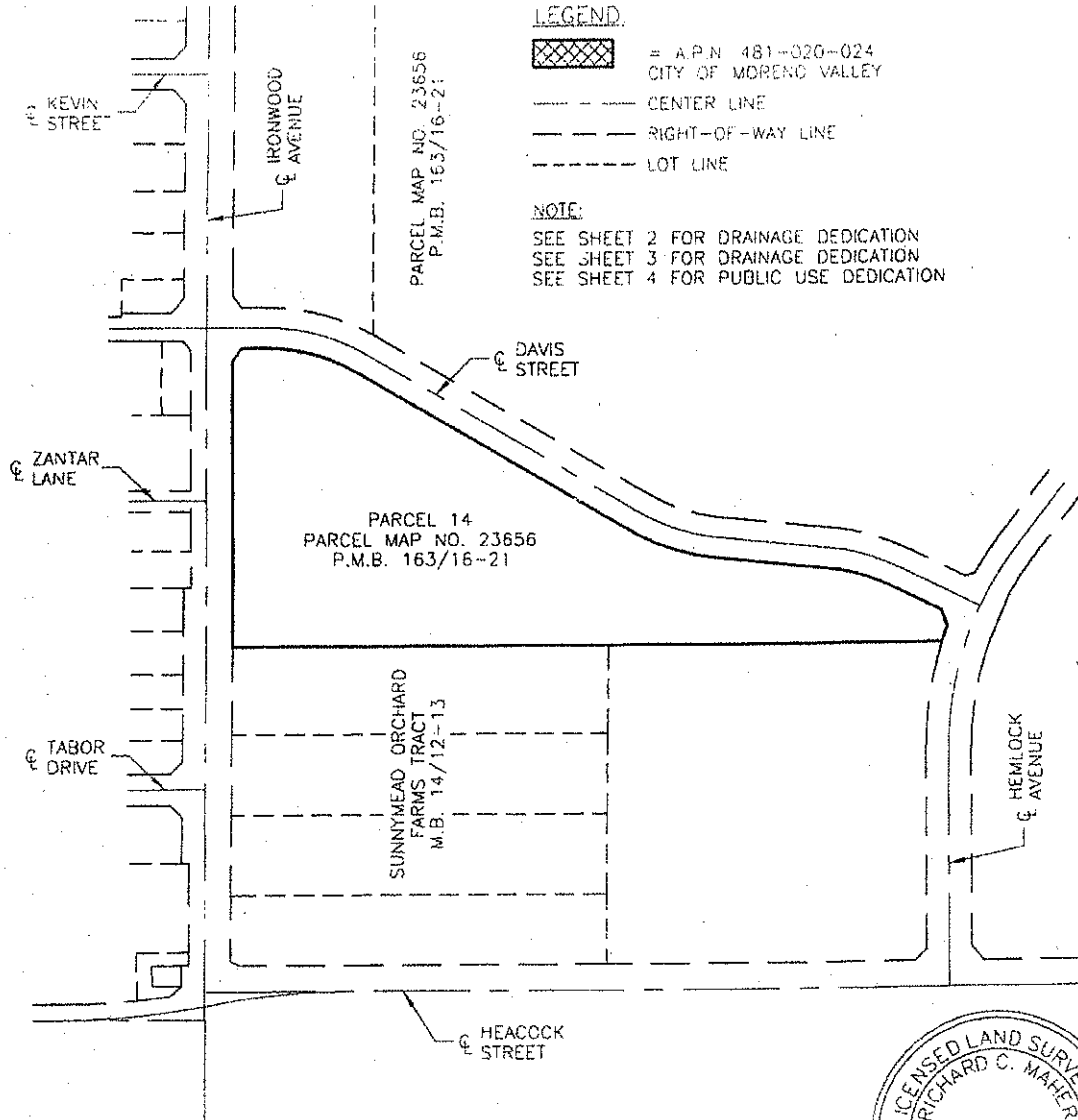 LEGEND
= A.P.N 481-020-024
CITY OF MORENO VALLEY
CENTER LINE
RIGHT-OF-WAY LINE
LOT LINE
NOTE:
SEE SHEET 2 FOR DRAINAGE DEDICATION
SEE SHEET 3 FOR DRAINAGE DEDICATION
SEE SHEET 4 FOR PUBLIC USE DEDICATION
℄ KEVIN
STREET
℄ IRONWOOD
AVENUE
PARCEL MAP NO. 23656
P.M.B. 163/16-21
℄ DAVIS
STREET
℄ ZANTAR
LANE
PARCEL 14
PARCEL MAP NO. 23656
P.M.B. 163/16-21
℄ TABOR
DRIVE
SUNNYMEAD ORCHARD
FARMS TRACT
M.B. 14/12-13
℄ HEMLOCK
AVENUE
℄ HEACOCK
STREET
LICENSED LAND SURVE
RICHARD C. MAHER